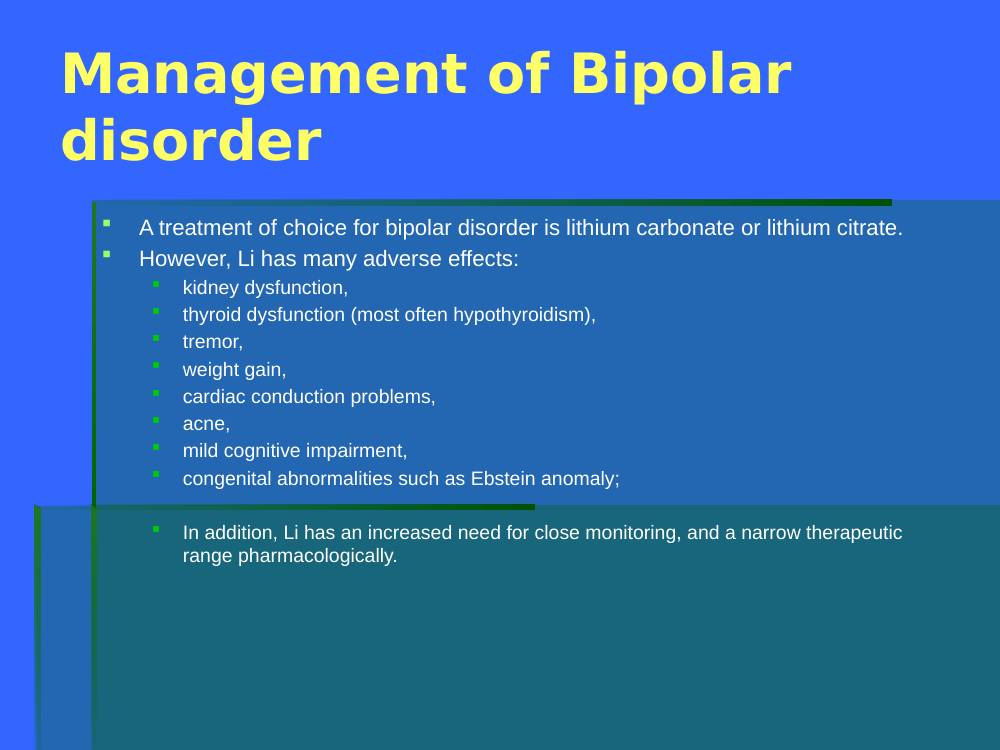 Management of Bipolar
disorder
A treatment of choice for bipolar disorder is lithium carbonate or lithium citrate.
However, Li has many adverse effects:
kidney dysfunction,
thyroid dysfunction (most often hypothyroidism),
tremor,
weight gain,
cardiac conduction problems,
acne,
mild cognitive impairment,
congenital abnormalities such as Ebstein anomaly;
In addition, Li has an increased need for close monitoring, and a narrow therapeutic
range pharmacologically.